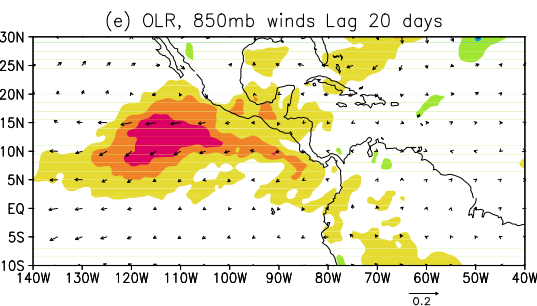 (e) OLR, 850mb winds Lag 20 days
30N
25N
20N
15N
10N
5N
EQ
5S
10S
140W 130W 120W 110W 100W 90W 80W 70W 60W 50W 40W
0.2